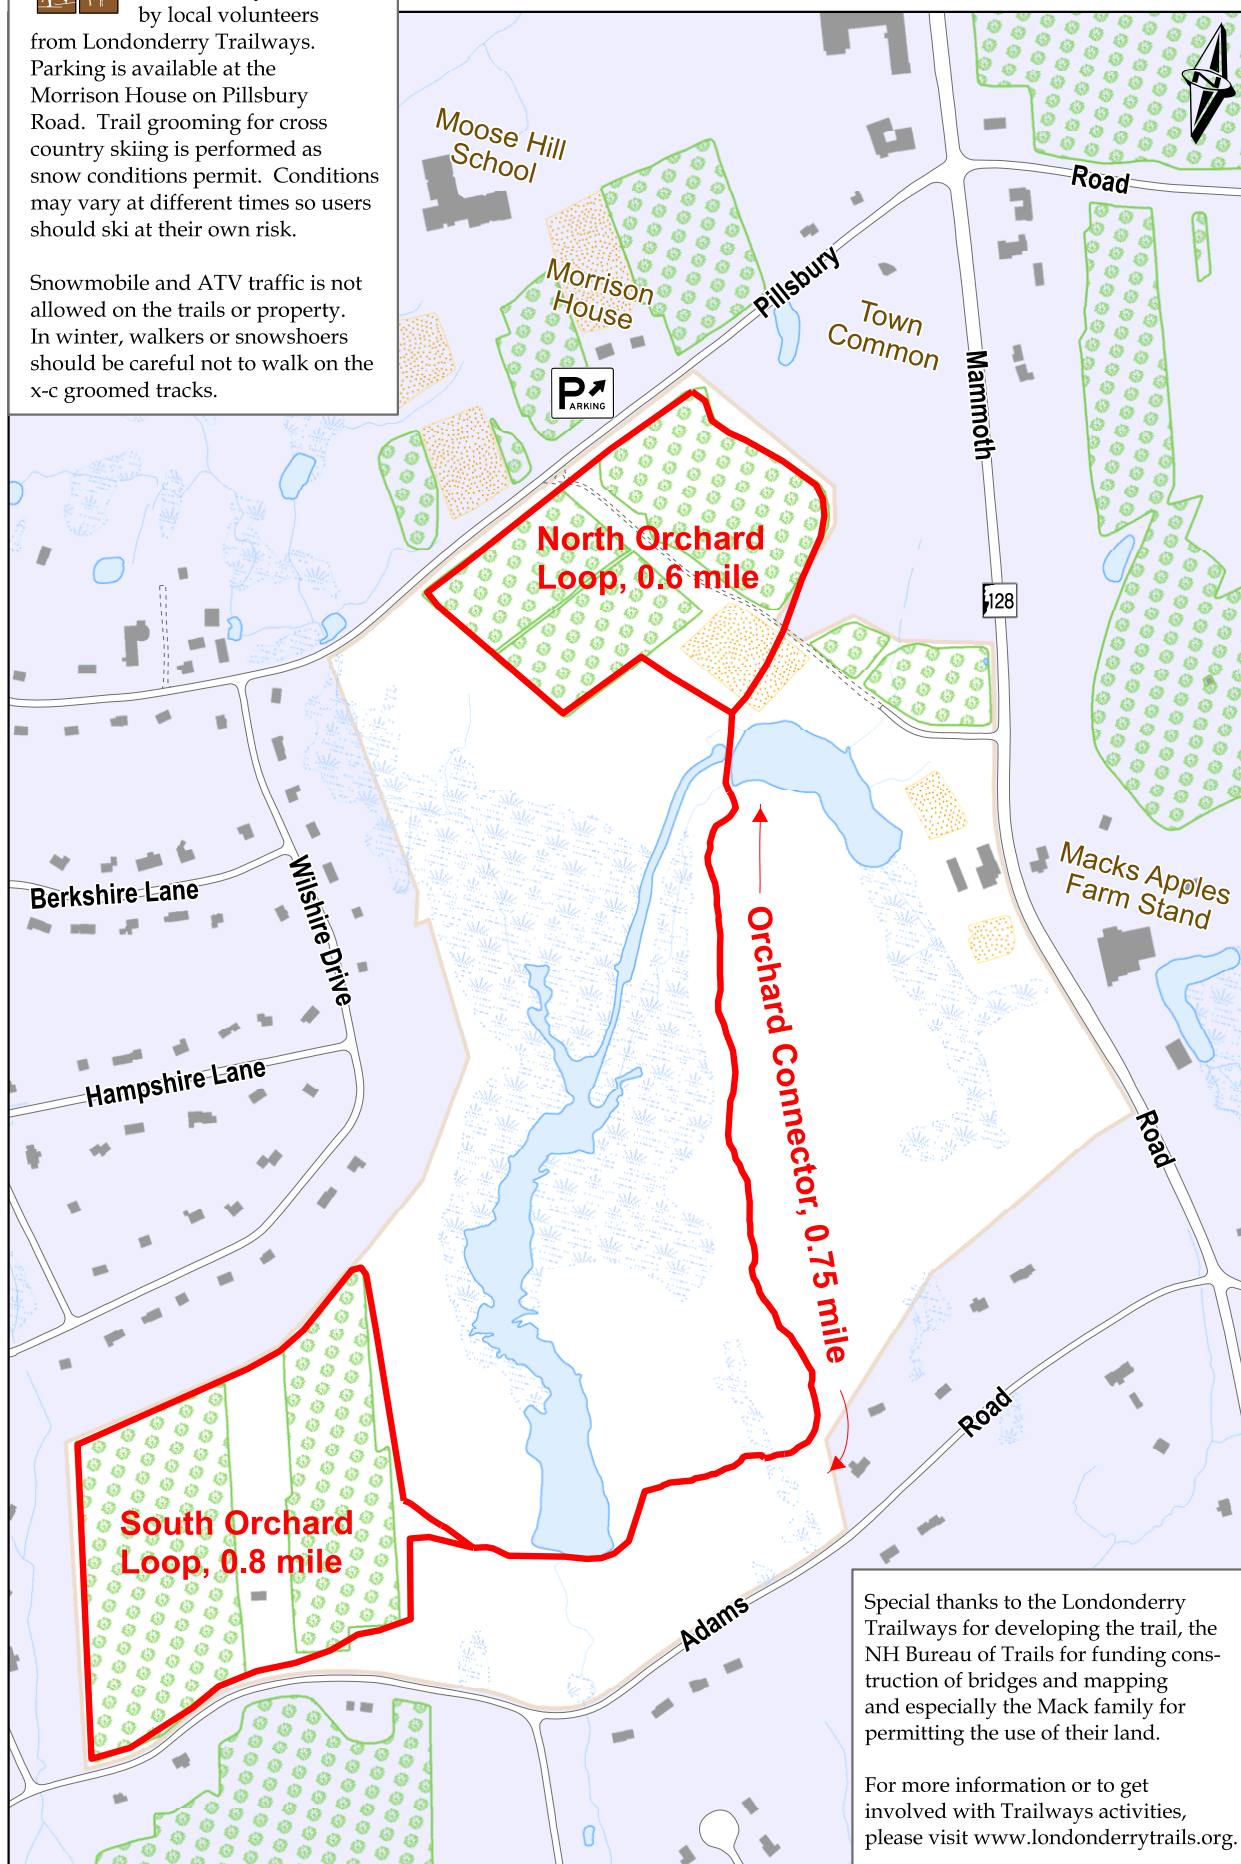 by local volunteers
from Londonderry Trailways.
Parking is available at the
Morrison House on Pillsbury
Road.  Trail grooming for cross
country skiing is performed as
snow conditions permit.  Conditions
may vary at different times so users
should ski at their own risk.
Snowmobile and ATV traffic is not
allowed on the trails or property.
In winter, walkers or snowshoers
should be careful not to walk on the
x-c groomed tracks.
N
Moose Hill
School
Road
Morrison
House
Pillsbury
Town
Common
Mammoth
P
ARKING
North Orchard
Loop, 0.6 mile
128
Macks Apples
Farm Stand
Berkshire Lane
Wilshire Drive
Orchard Connector, 0.75 mile
Hampshire Lane
Road
Road
South Orchard
Loop, 0.8 mile
Adams
Special thanks to the Londonderry
Trailways for developing the trail, the
NH Bureau of Trails for funding cons-
truction of bridges and mapping
and especially the Mack family for
permitting the use of their land.
For more information or to get
involved with Trailways activities,
please visit www.londonderrytrails.org.